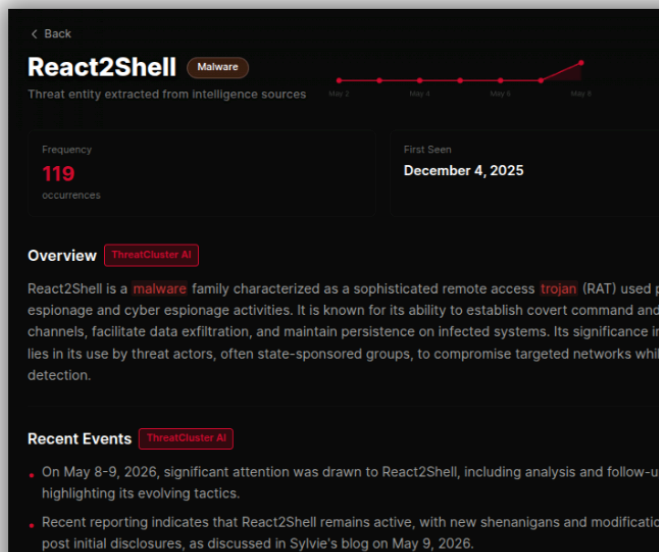 Back
React2Shell Malware
Threat entity extracted from intelligence sources
May 2 May 4 May 6 May 8
Frequency
119
occurrences
First Seen
December 4, 2025
Overview ThreatCluster AI
React2Shell is a malware family characterized as a sophisticated remote access trojan (RAT) used
espionage and cyber espionage activities. It is known for its ability to establish covert command and
channels, facilitate data exfiltration, and maintain persistence on infected systems. Its significance
lies in its use by threat actors, often state-sponsored groups, to compromise targeted networks
detection.
Recent Events ThreatCluster AI
• On May 8-9, 2026, significant attention was drawn to React2Shell, including analysis and
highlighting its evolving tactics.
• Recent reporting indicates that React2Shell remains active, with new shenanigans and
post initial disclosures, as discussed in Sylvie's blog on May 9, 2026.